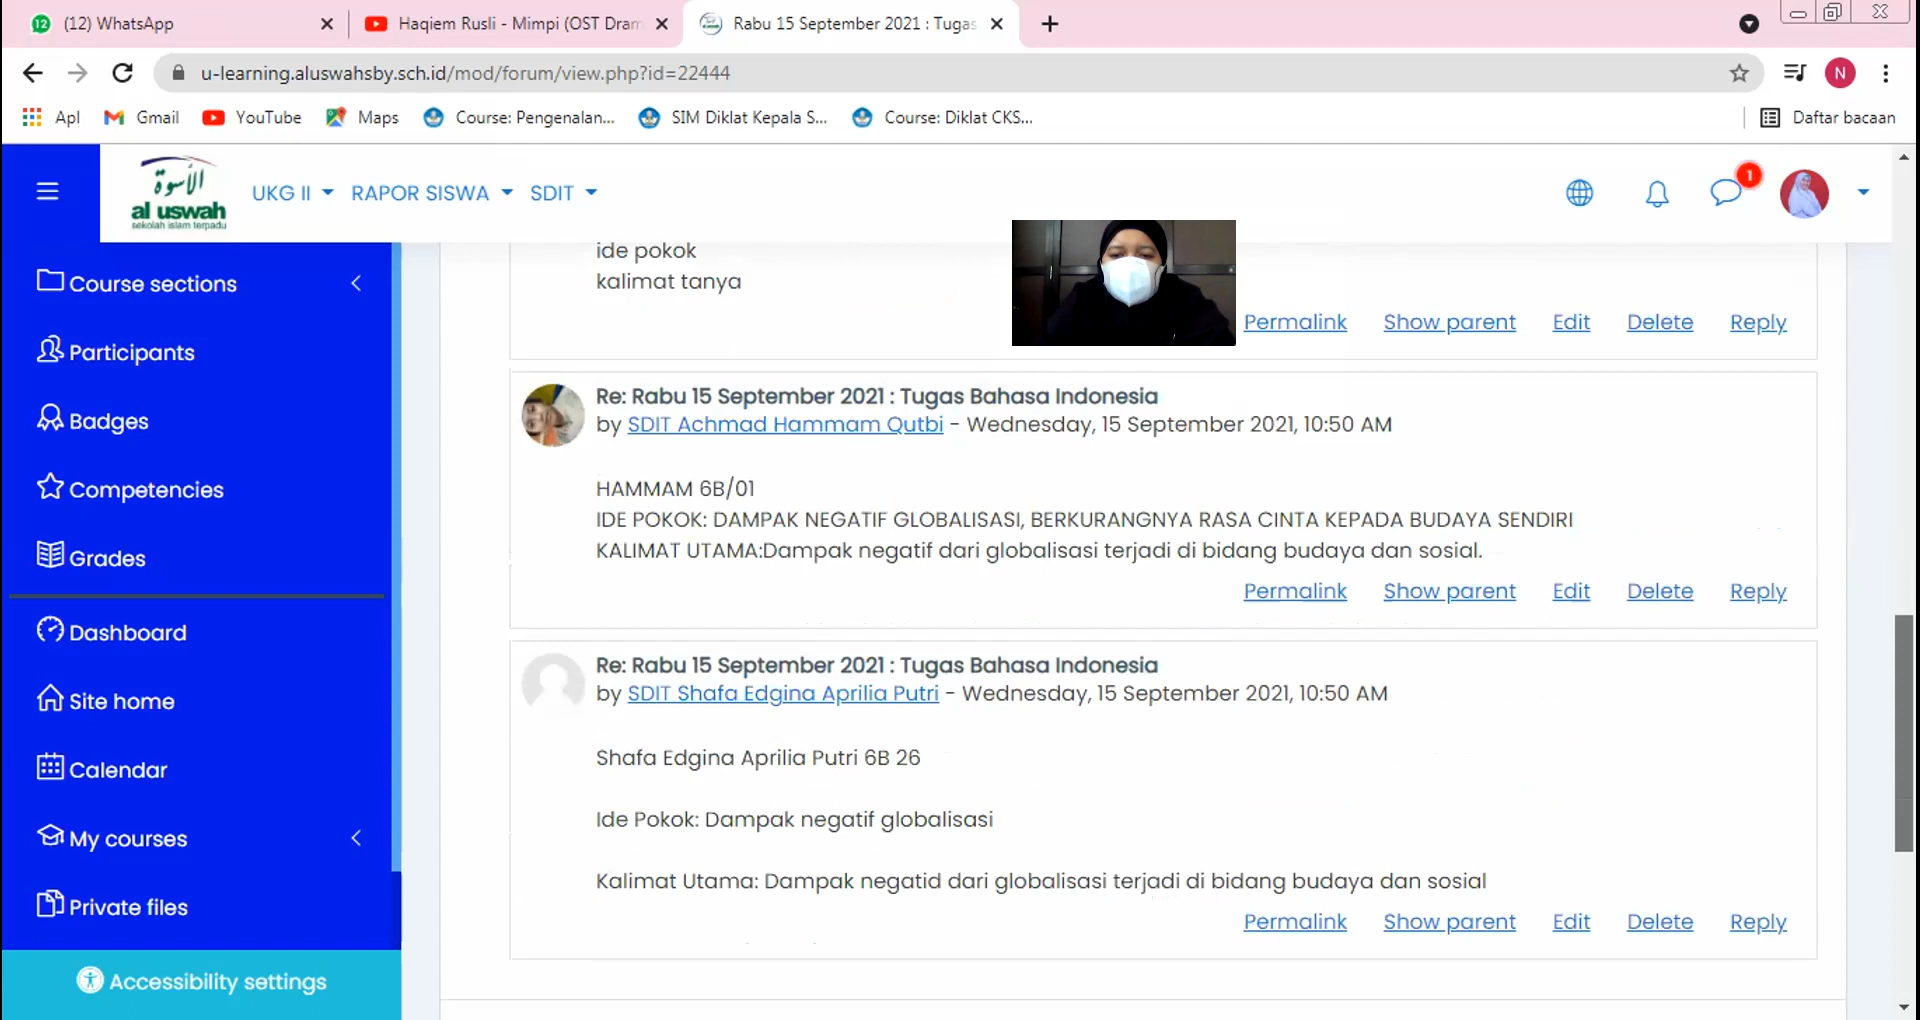 12
(12) WhatsApp
Haqiem Rusli - Mimpi (OST Dram
Rabu 15 September 2021 : Tugas
u-learning.aluswahsby.sch.id/mod/forum/view.php?id=22444
N
Apl
Gmail
YouTube
Maps
Course: Pengenalan...
SIM Diklat Kepala S...
Course: Diklat CKS...
Daftar bacaan
الأسوة
al uswah
sekolah islam terpadu
UKG II
RAPOR SISWA
SDIT
1
Course sections
Participants
Badges
Competencies
Grades
Dashboard
Site home
Calendar
My courses
Private files
Accessibility settings
ide pokok
kalimat tanya
Permalink Show parent Edit Delete Reply
Re: Rabu 15 September 2021 : Tugas Bahasa Indonesia
by SDIT Achmad Hammam Qutbi - Wednesday, 15 September 2021, 10:50 AM
HAMMAM 6B/01
IDE POKOK: DAMPAK NEGATIF GLOBALISASI, BERKURANGNYA RASA CINTA KEPADA BUDAYA SENDIRI
KALIMAT UTAMA:Dampak negatif dari globalisasi terjadi di bidang budaya dan sosial.
Permalink Show parent Edit Delete Reply
Re: Rabu 15 September 2021 : Tugas Bahasa Indonesia
by SDIT Shafa Edgina Aprilia Putri - Wednesday, 15 September 2021, 10:50 AM
Shafa Edgina Aprilia Putri 6B 26
Ide Pokok: Dampak negatif globalisasi
Kalimat Utama: Dampak negatid dari globalisasi terjadi di bidang budaya dan sosial
Permalink Show parent Edit Delete Reply